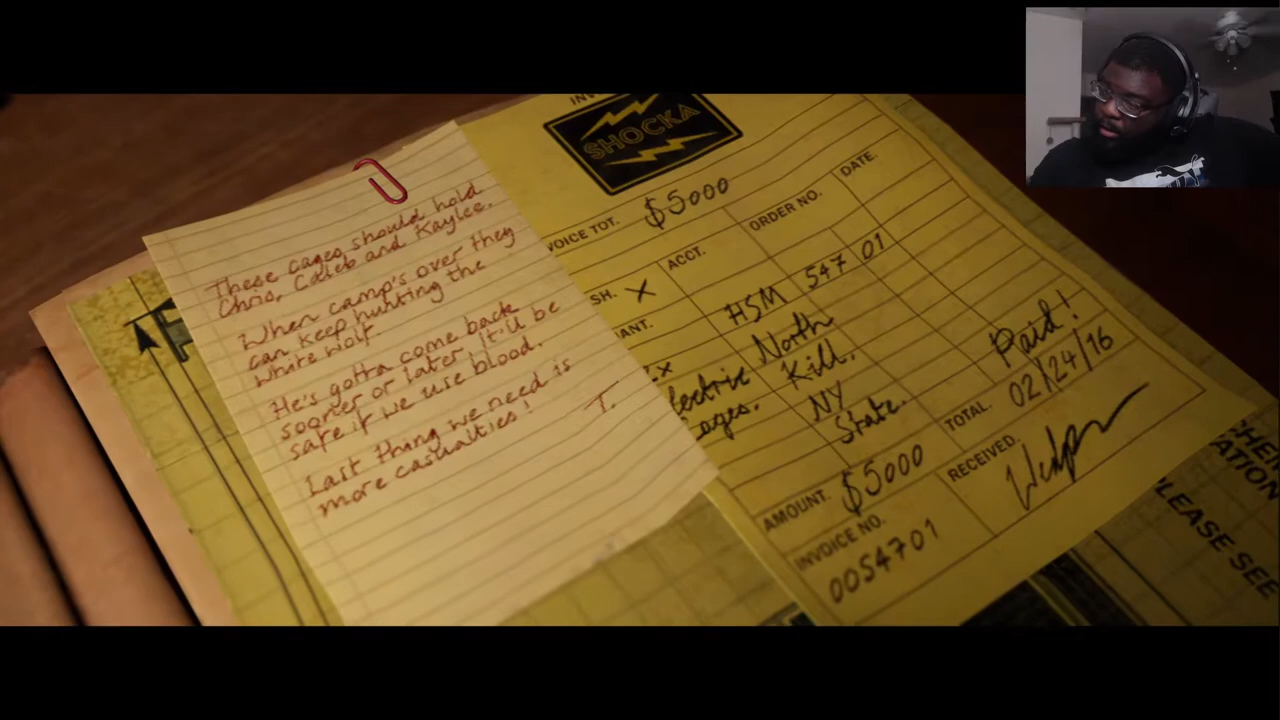 These cages should hold
Chris, Caleb and Kaylee.
When camp's over they
can keep hunting the
white wolf.
He's gotta come back
sooner or later, it'll be
safe if we use blood.
Last thing we need is
more casualties!
T.
SHOCKA
VOICE TOT. $5000
SH. X ACCT. ORDER NO. DATE.
ANT. HSM 547 01
North
Kill.
NY
State.
Paid!
AMOUNT. $5000 TOTAL. 02/24/16
INVOICE NO. RECEIVED.
0054701
PLEASE SEE